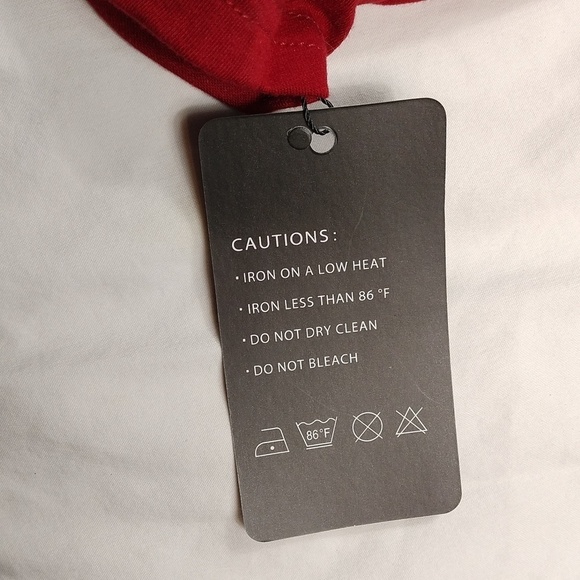 CAUTIONS:
• IRON ON A LOW HEAT
• IRON LESS THAN 86 °F
• DO NOT DRY CLEAN
• DO NOT BLEACH
86°F